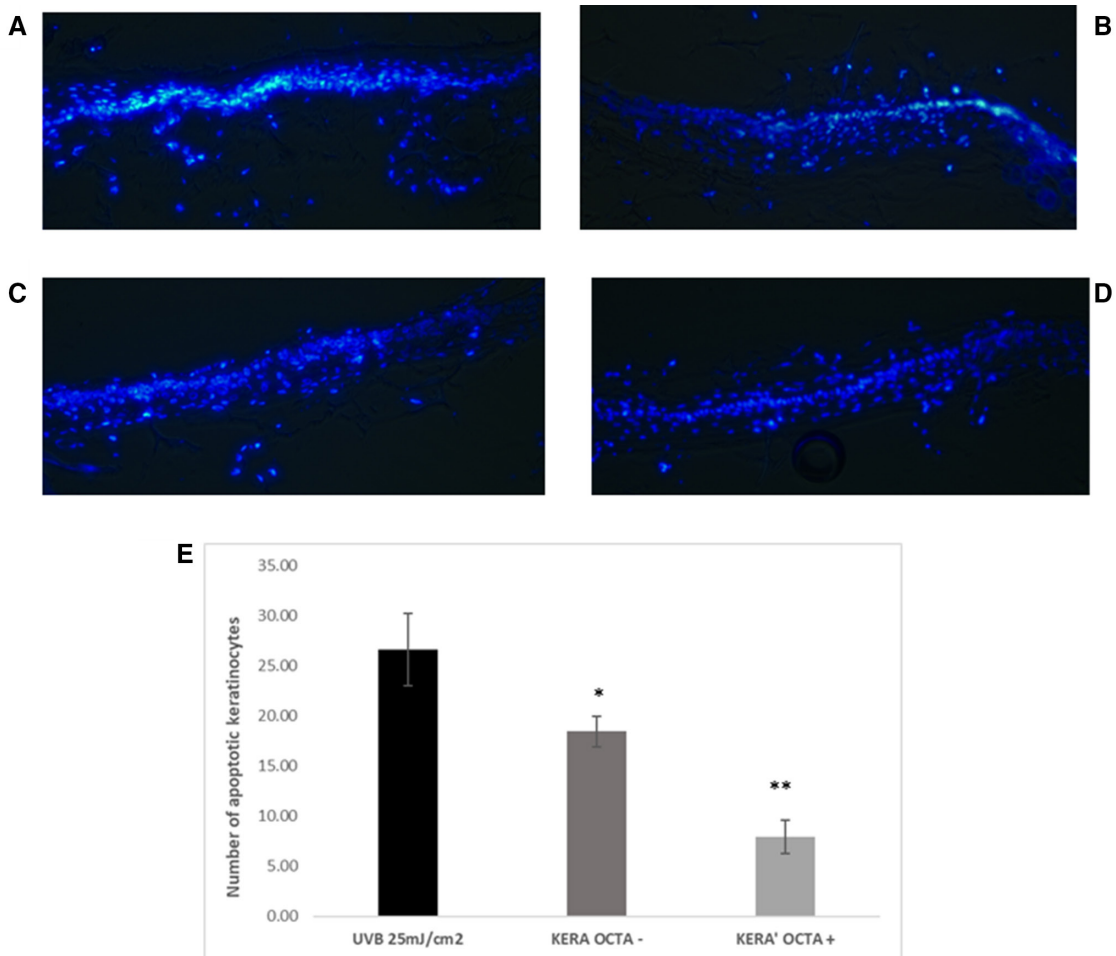 A
B
C
D
E
35.00
30.00
25.00
20.00
15.00
10.00
5.00
0.00
Number of apoptotic keratinocytes
*
**
UVB 25mJ/cm2
KERA OCTA -
KERA' OCTA +